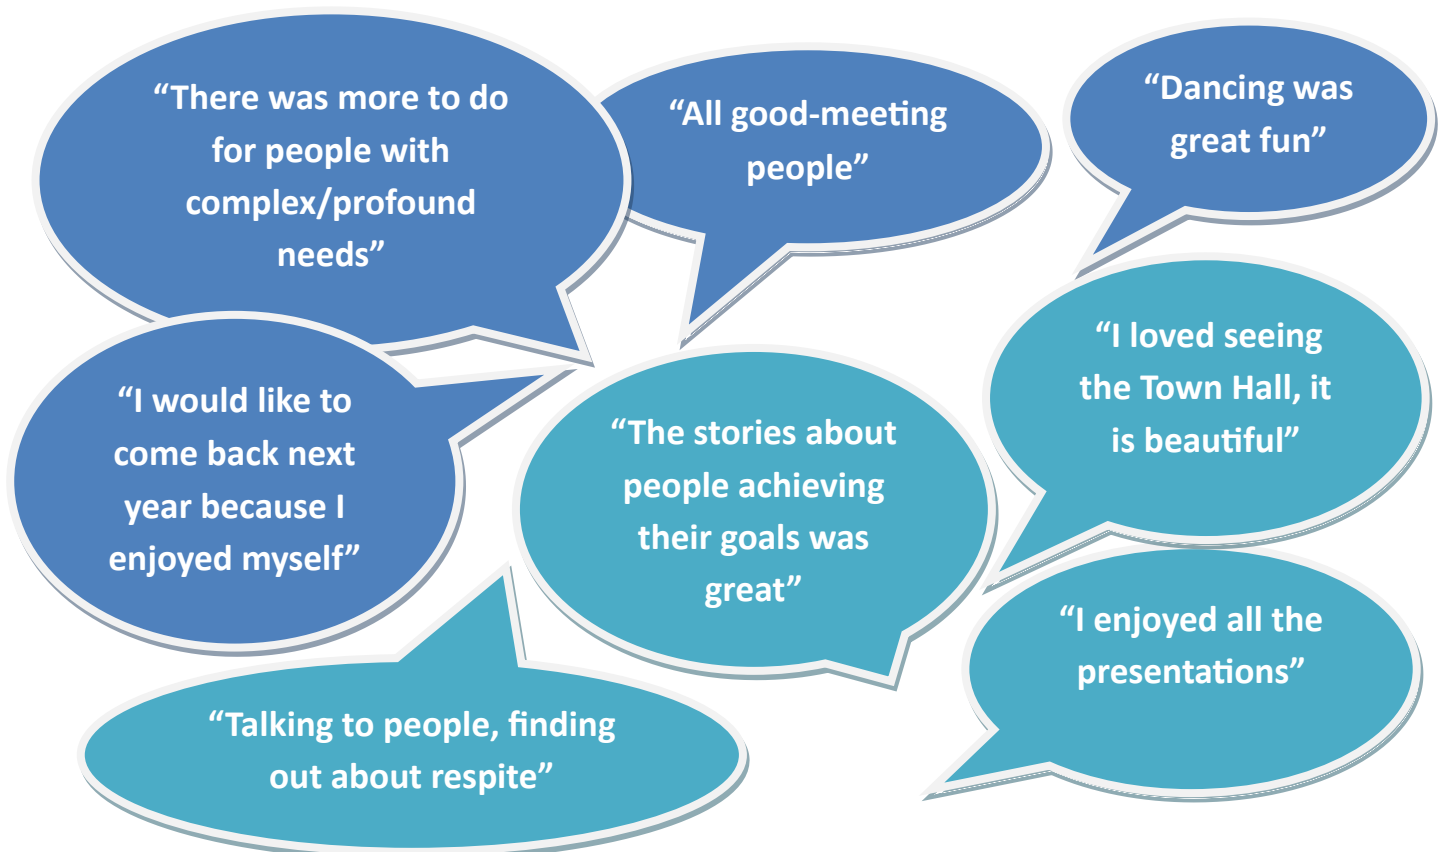 “There was more to do
for people with
complex/profound
needs”
“All good-meeting
people”
“Dancing was
great fun”
“I would like to
come back next
year because I
enjoyed myself”
“The stories about
people achieving
their goals was
great”
“I loved seeing
the Town Hall, it
is beautiful”
“Talking to people, finding
out about respite”
“I enjoyed all the
presentations”